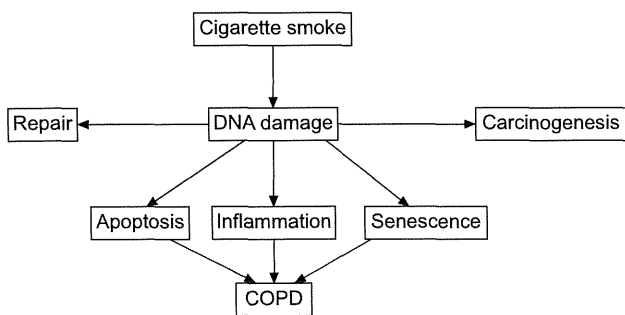 Cigarette smoke
Repair
DNA damage
Carcinogenesis
Apoptosis
Inflammation
Senescence
COPD